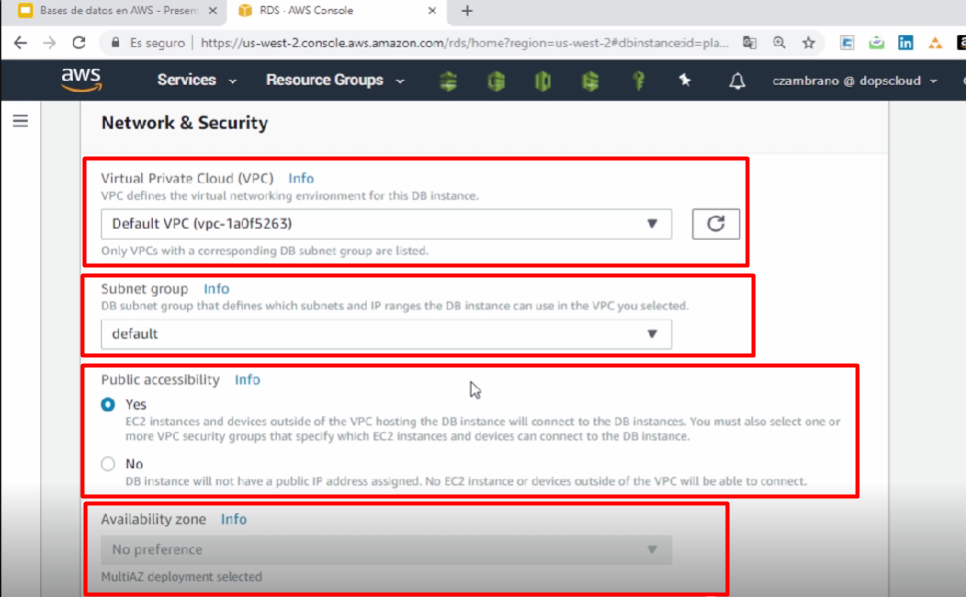 Bases de datos en AWS - Present
RDS - AWS Console
Es seguro | https://us-west-2.console.aws.amazon.com/rds/home?region=us-west-2#dbinstance:id=pla...
aws Services Resource Groups czambrano @ dopscloud
Network & Security
Virtual Private Cloud (VPC) Info
VPC defines the virtual networking environment for this DB instance.
Default VPC (vpc-1a0f5263)
Only VPCs with a corresponding DB subnet group are listed.
Subnet group Info
DB subnet group that defines which subnets and IP ranges the DB instance can use in the VPC you selected.
default
Public accessibility Info
Yes
EC2 instances and devices outside of the VPC hosting the DB instance will connect to the DB instances. You must also select one or
more VPC security groups that specify which EC2 instances and devices can connect to the DB instance.
No
DB instance will not have a public IP address assigned. No EC2 instance or devices outside of the VPC will be able to connect.
Availability zone Info
No preference
MultiAZ deployment selected